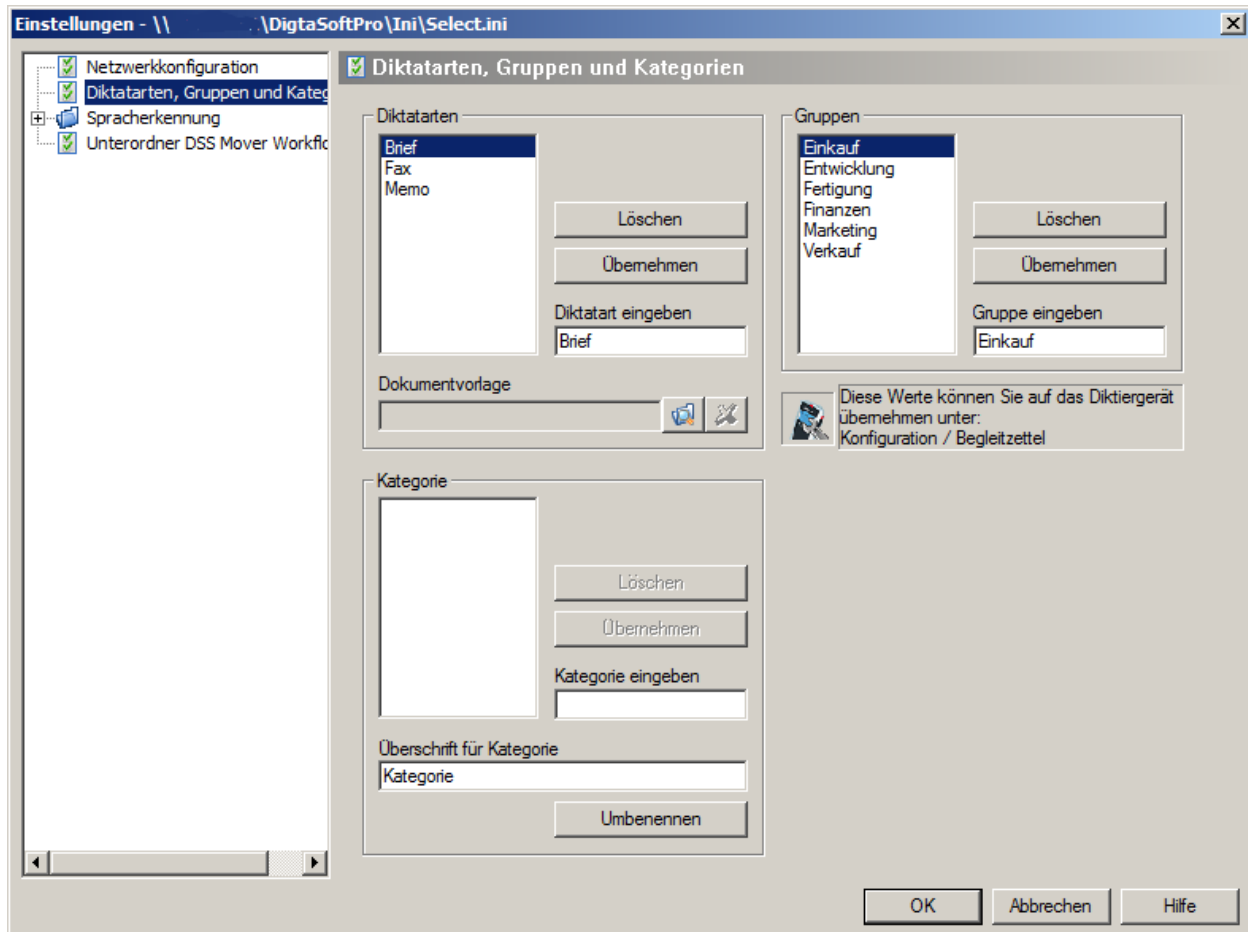 Einstellungen - \\ \DigtaSoftPro\Ini\Select.ini
Netzwerkkonfiguration
Diktatarten, Gruppen und Kateg
Spracherkennung
Unterordner DSS Mover Workflo
Diktatarten, Gruppen und Kategorien
Diktatarten
Brief
Fax
Memo
Löschen
Übernehmen
Diktatart eingeben
Brief
Dokumentvorlage
Gruppen
Einkauf
Entwicklung
Fertigung
Finanzen
Marketing
Verkauf
Löschen
Übernehmen
Gruppe eingeben
Einkauf
Diese Werte können Sie auf das Diktiergerät
übernehmen unter:
Konfiguration / Begleitzettel
Kategorie
Löschen
Übernehmen
Kategorie eingeben
Überschrift für Kategorie
Kategorie
Umbenennen
OK
Abbrechen
Hilfe